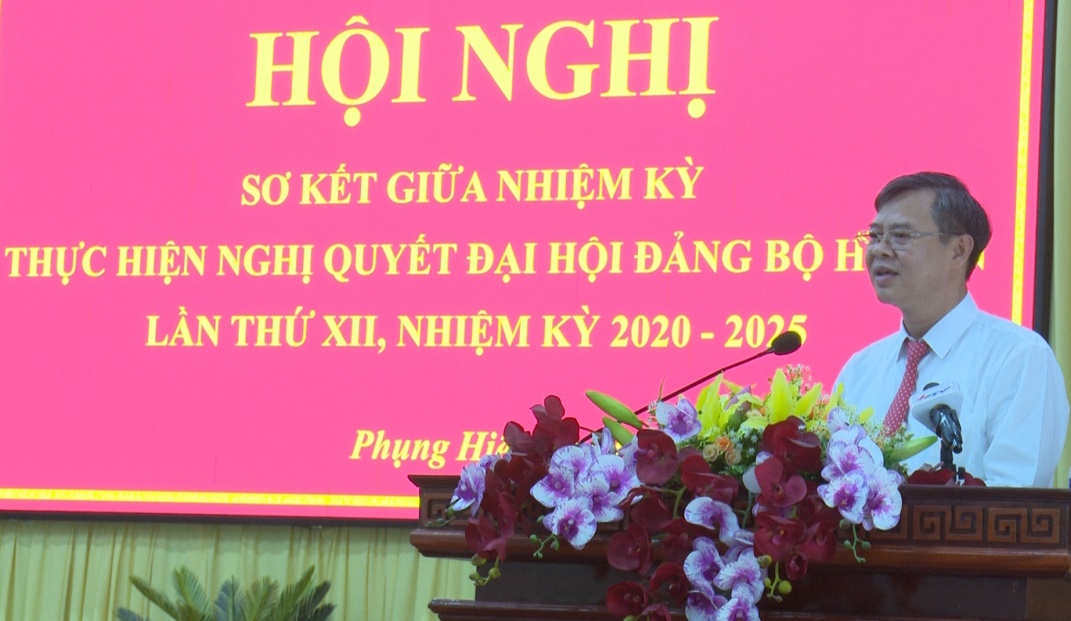 HỘI NGHỊ
SƠ KẾT GIỮA NHIỆM KỲ
THỰC HIỆN NGHỊ QUYẾT ĐẠI HỘI ĐẢNG BỘ
LẦN THỨ XII, NHIỆM KỲ 2020 - 2025
Phụng